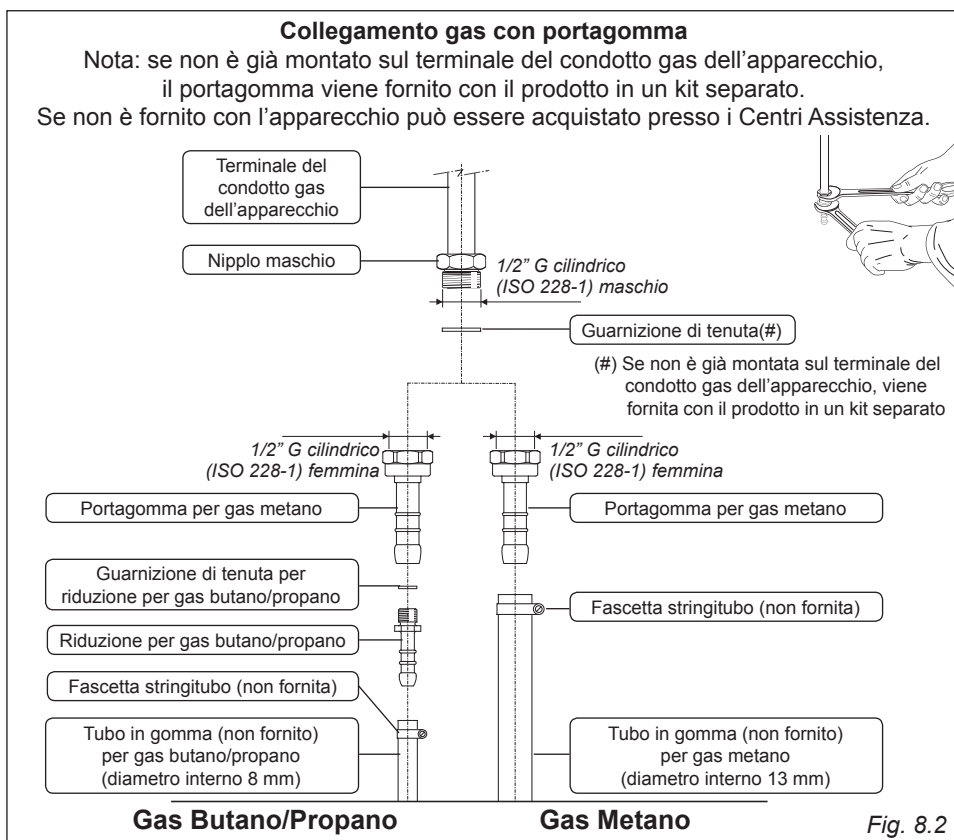 Collegamento gas con portagomma
Nota: se non è già montato sul terminale del condotto gas dell’apparecchio,
il portagomma viene fornito con il prodotto in un kit separato.
Se non è fornito con l’apparecchio può essere acquistato presso i Centri Assistenza.
Terminale del
condotto gas
dell’apparecchio
Nipplo maschio
1/2” G cilindrico
(ISO 228-1) maschio
Guarnizione di tenuta(#)
(#) Se non è già montata sul terminale del
condotto gas dell’apparecchio, viene
fornita con il prodotto in un kit separato
1/2” G cilindrico
(ISO 228-1) femmina
1/2” G cilindrico
(ISO 228-1) femmina
Portagomma per gas metano
Portagomma per gas metano
Guarnizione di tenuta per
riduzione per gas butano/propano
Fascetta stringitubo (non fornita)
Riduzione per gas butano/propano
Fascetta stringitubo (non fornita)
Tubo in gomma (non fornito)
per gas butano/propano
(diametro interno 8 mm)
Tubo in gomma (non fornito)
per gas metano
(diametro interno 13 mm)
Gas Butano/Propano
Gas Metano
Fig. 8.2